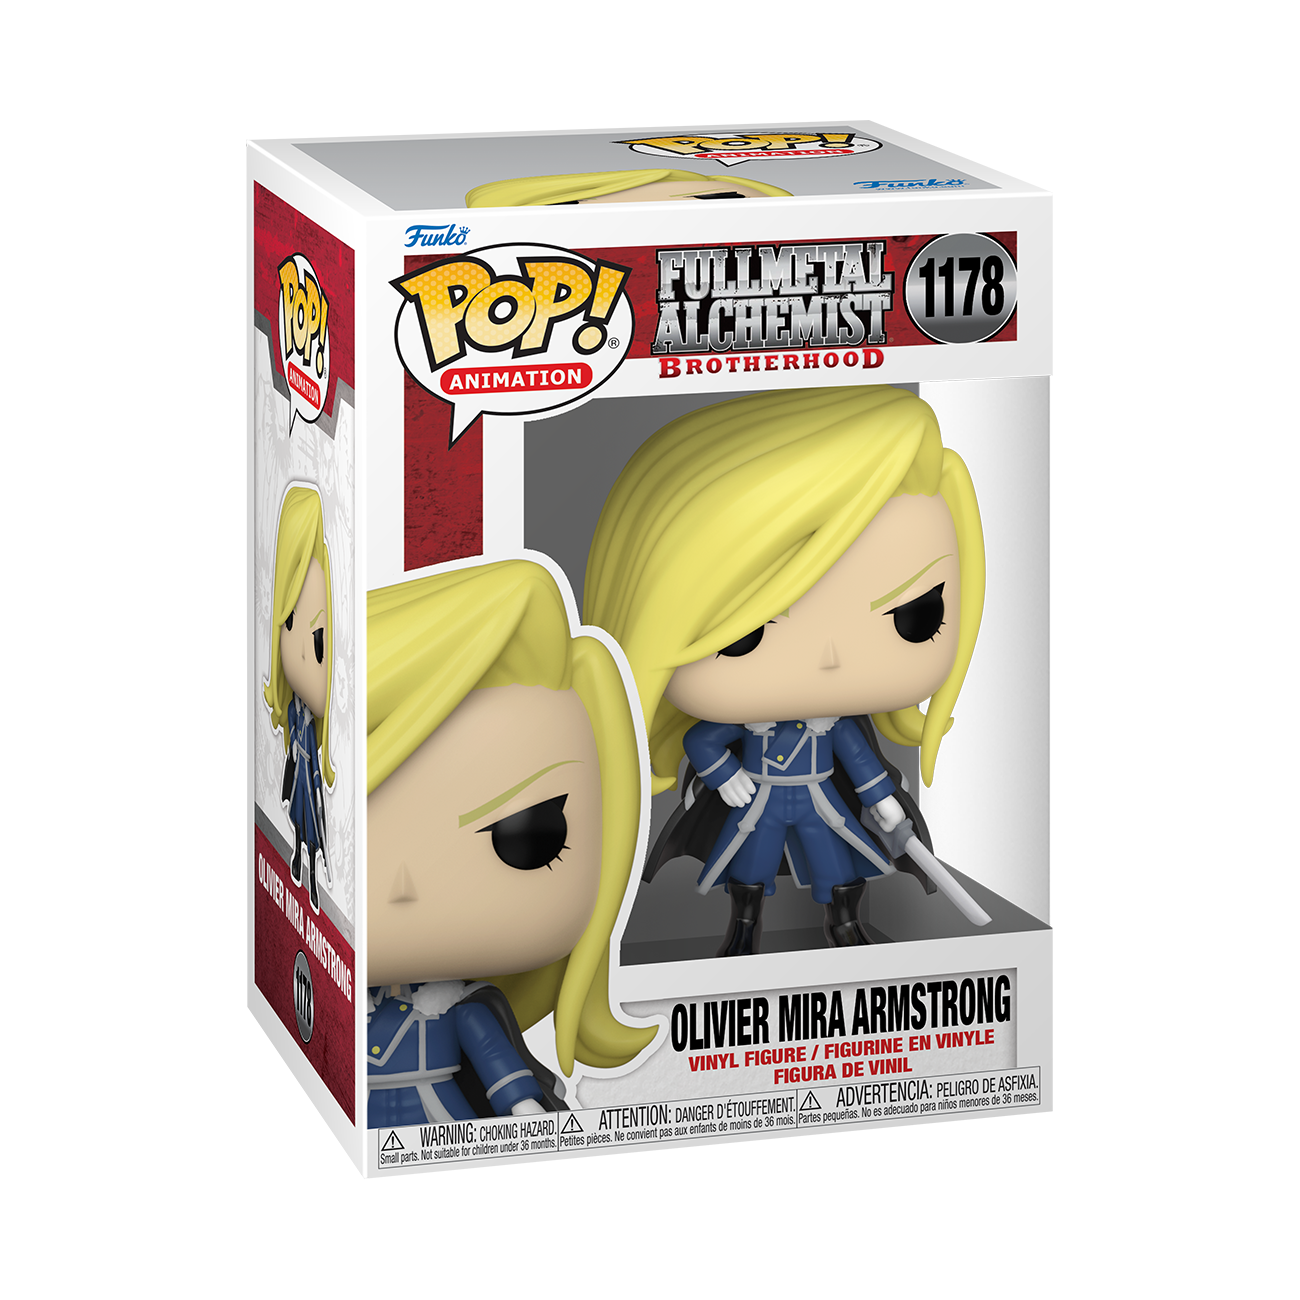 POP!
ANIMATION
Funko
Funko
POP!
ANIMATION
FULLMETAL
ALCHEMIST
BROTHERHOOD
1178
POP!
ANIMATION
OLIVIER MIRA ARMSTRONG
1178
OLIVIER MIRA ARMSTRONG
VINYL FIGURE / FIGURINE EN VINYLE
FIGURA DE VINIL
WARNING: CHOKING HAZARD.
Small parts. Not suitable for children under 36 months.
ATTENTION: DANGER D'ÉTOUFFEMENT.
Petites pièces. Ne convient pas aux enfants de moins de 36 mois.
ADVERTENCIA: PELIGRO DE ASFIXIA.
Partes pequeñas. No es adecuado para niños menores de 36 meses.